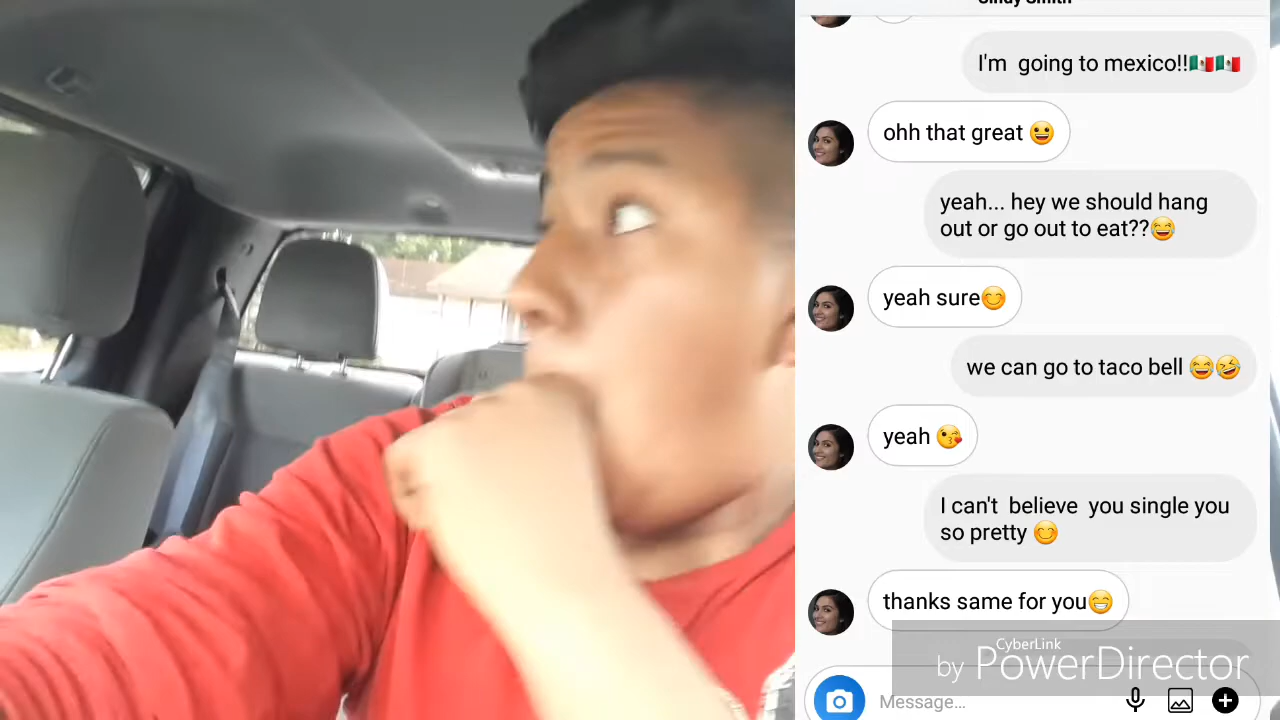 Cindy Smith
I'm going to mexico!!🇲🇽🇲🇽
ohh that great 😀
yeah... hey we should hang
out or go out to eat??😂
yeah sure😊
we can go to taco bell 😂🤣
yeah 😘
I can't believe you single you
so pretty 😊
thanks same for you😁
CyberLink
by PowerDirector
Message...